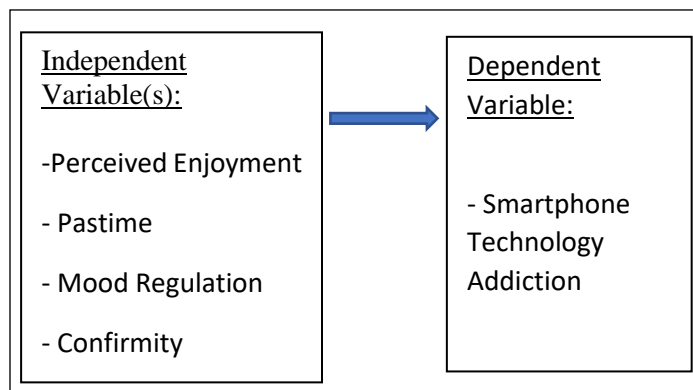 Independent
Variable(s):
-Perceived Enjoyment
- Pastime
- Mood Regulation
- Confirmity
Dependent
Variable:
- Smartphone
Technology
Addiction